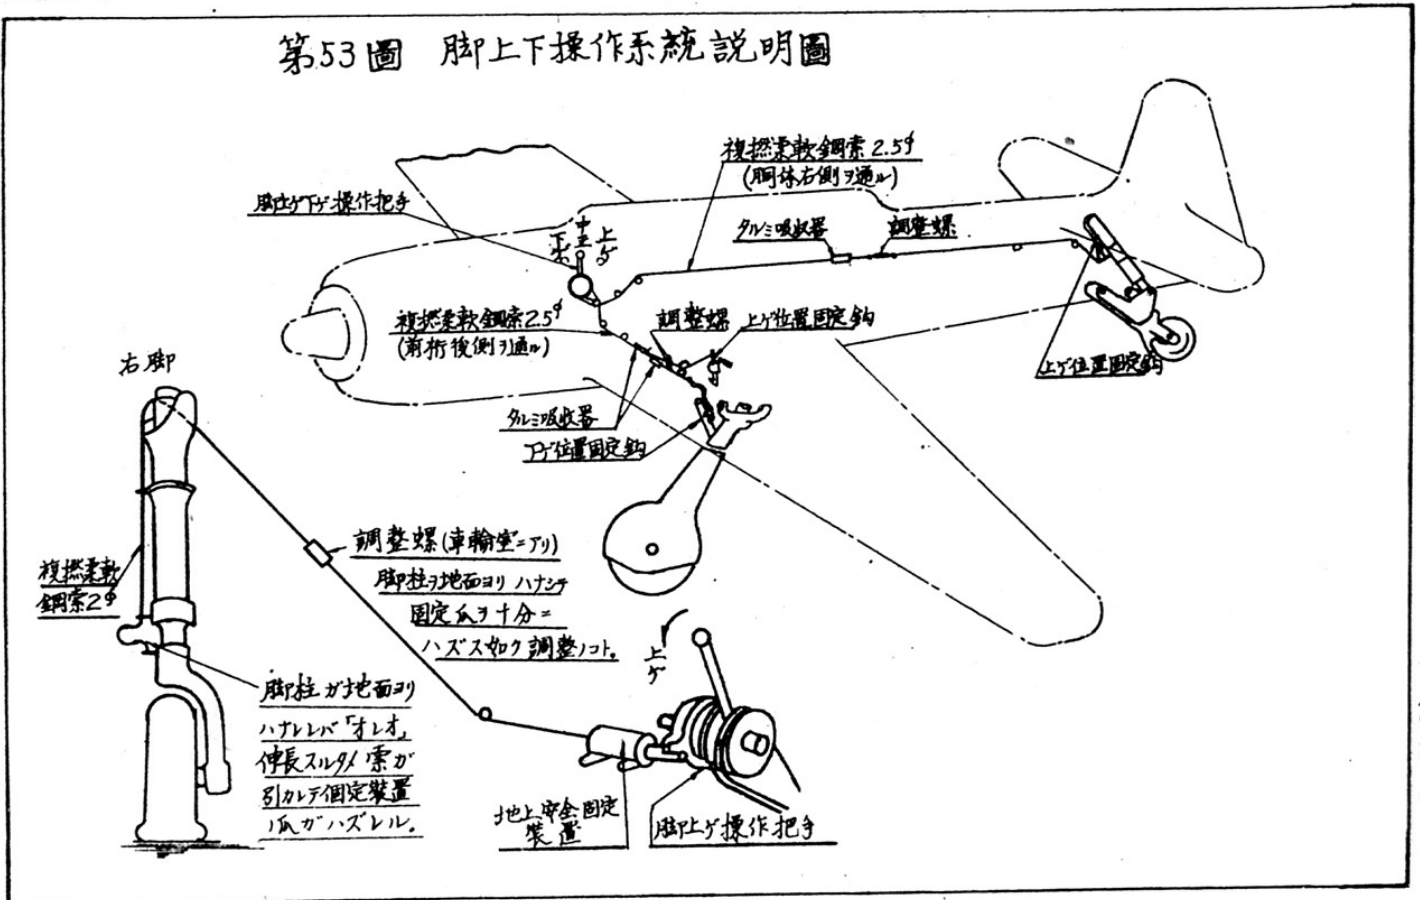 第53圖 脚上下操作系統説明圖
複撚柔軟鋼索 2.5φ
(胴体右側ヲ通ル)
脚上ゲ下ゲ操作把手
下ゲ
中立
上ゲ
タルミ吸収器
調整螺
複撚柔軟鋼索 2.5φ
(前桁後側ヲ通ル)
調整螺
上ゲ位置固定鈎
上ゲ位置固定鈎
タルミ吸收器
下ゲ位置固定鈎
右脚
複撚柔軟
鋼索2φ
調整螺(車輪室ニアリ)
脚柱ヲ地面ヨリハナシテ
固定爪ヲ十分ニ
ハズス如ク調整ノコト。
脚柱ガ地面ヨリ
ハナレレバ「オレオ」
伸長スルタメ索ガ
引カレテ固定装置
ノ爪ガハズレル。
上ゲ
地上安全固定
装置
脚上ゲ操作把手